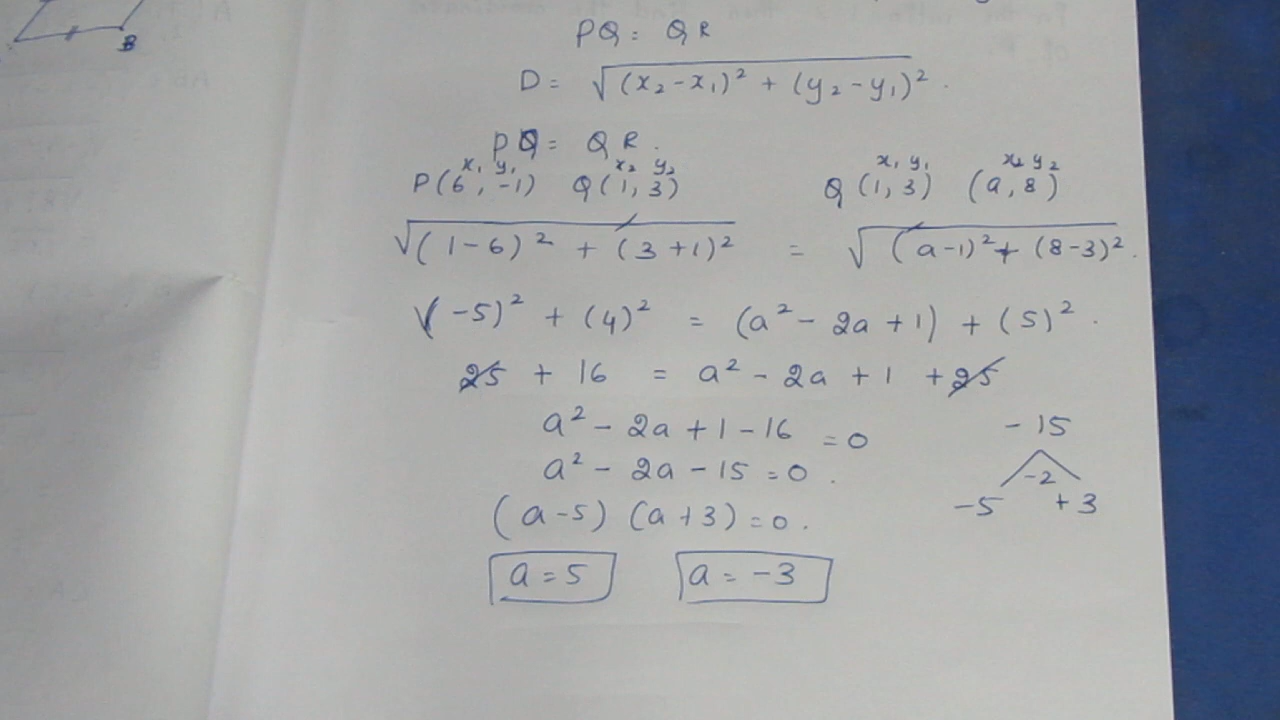 B
PQ = QR
D = √(x₂-x₁)² + (y₂-y₁)² .
PQ = QR .
x₁ y₁ x₂ y₂ x₁ y₁ x₂ y₂
P(6, -1) Q(1, 3) Q (1, 3) (a, 8)
√(1-6)² + (3+1)² = √(a-1)² + (8-3)² .
(-5)² + (4)² = (a² - 2a + 1) + (5)² .
25 + 16 = a² - 2a + 1 + 25
a² - 2a + 1 - 16 = 0
a² - 2a - 15 = 0 .
(a-5) (a+3) = 0 .
a = 5 a = -3
-15
-2
-5 +3